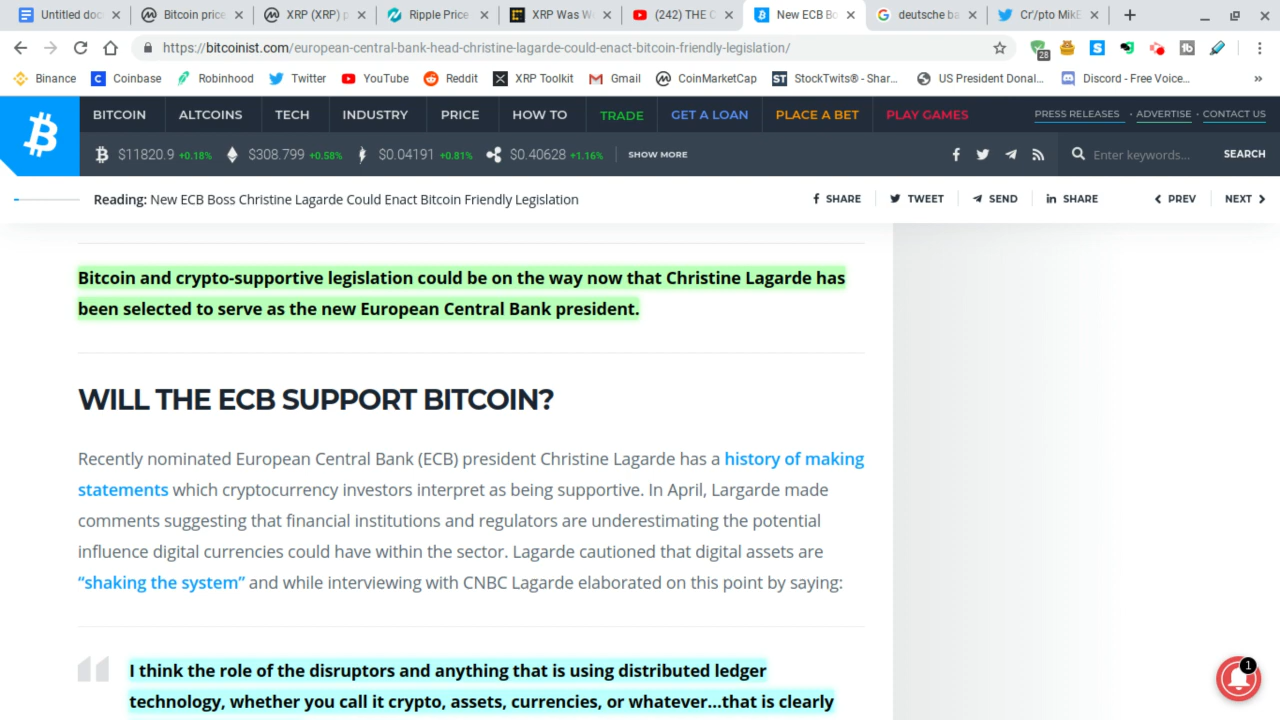 Untitled doc
Bitcoin price
XRP (XRP) p
Ripple Price
XRP Was W
(242) THE C
New ECB Bo
deutsche ba
Cr'/pto MikE
https://bitcoinist.com/european-central-bank-head-christine-lagarde-could-enact-bitcoin-friendly-legislation/
28
Binance
Coinbase
Robinhood
Twitter
YouTube
Reddit
XRP Toolkit
Gmail
CoinMarketCap
ST StockTwits® - Shar...
US President Donal...
Discord - Free Voice...
»
BITCOIN
ALTCOINS
TECH
INDUSTRY
PRICE
HOW TO
TRADE
GET A LOAN
PLACE A BET
PLAY GAMES
PRESS RELEASES · ADVERTISE · CONTACT US
$11820.9 +0.18%
$308.799 +0.58%
$0.04191 +0.81%
$0.40628 +1.16%
SHOW MORE
Enter keywords...
SEARCH
Reading: New ECB Boss Christine Lagarde Could Enact Bitcoin Friendly Legislation
SHARE
TWEET
SEND
in SHARE
PREV
NEXT
Bitcoin and crypto-supportive legislation could be on the way now that Christine Lagarde has
been selected to serve as the new European Central Bank president.
WILL THE ECB SUPPORT BITCOIN?
Recently nominated European Central Bank (ECB) president Christine Lagarde has a history of making
statements which cryptocurrency investors interpret as being supportive. In April, Largarde made
comments suggesting that financial institutions and regulators are underestimating the potential
influence digital currencies could have within the sector. Lagarde cautioned that digital assets are
“shaking the system” and while interviewing with CNBC Lagarde elaborated on this point by saying:
I think the role of the disruptors and anything that is using distributed ledger
technology, whether you call it crypto, assets, currencies, or whatever...that is clearly
1